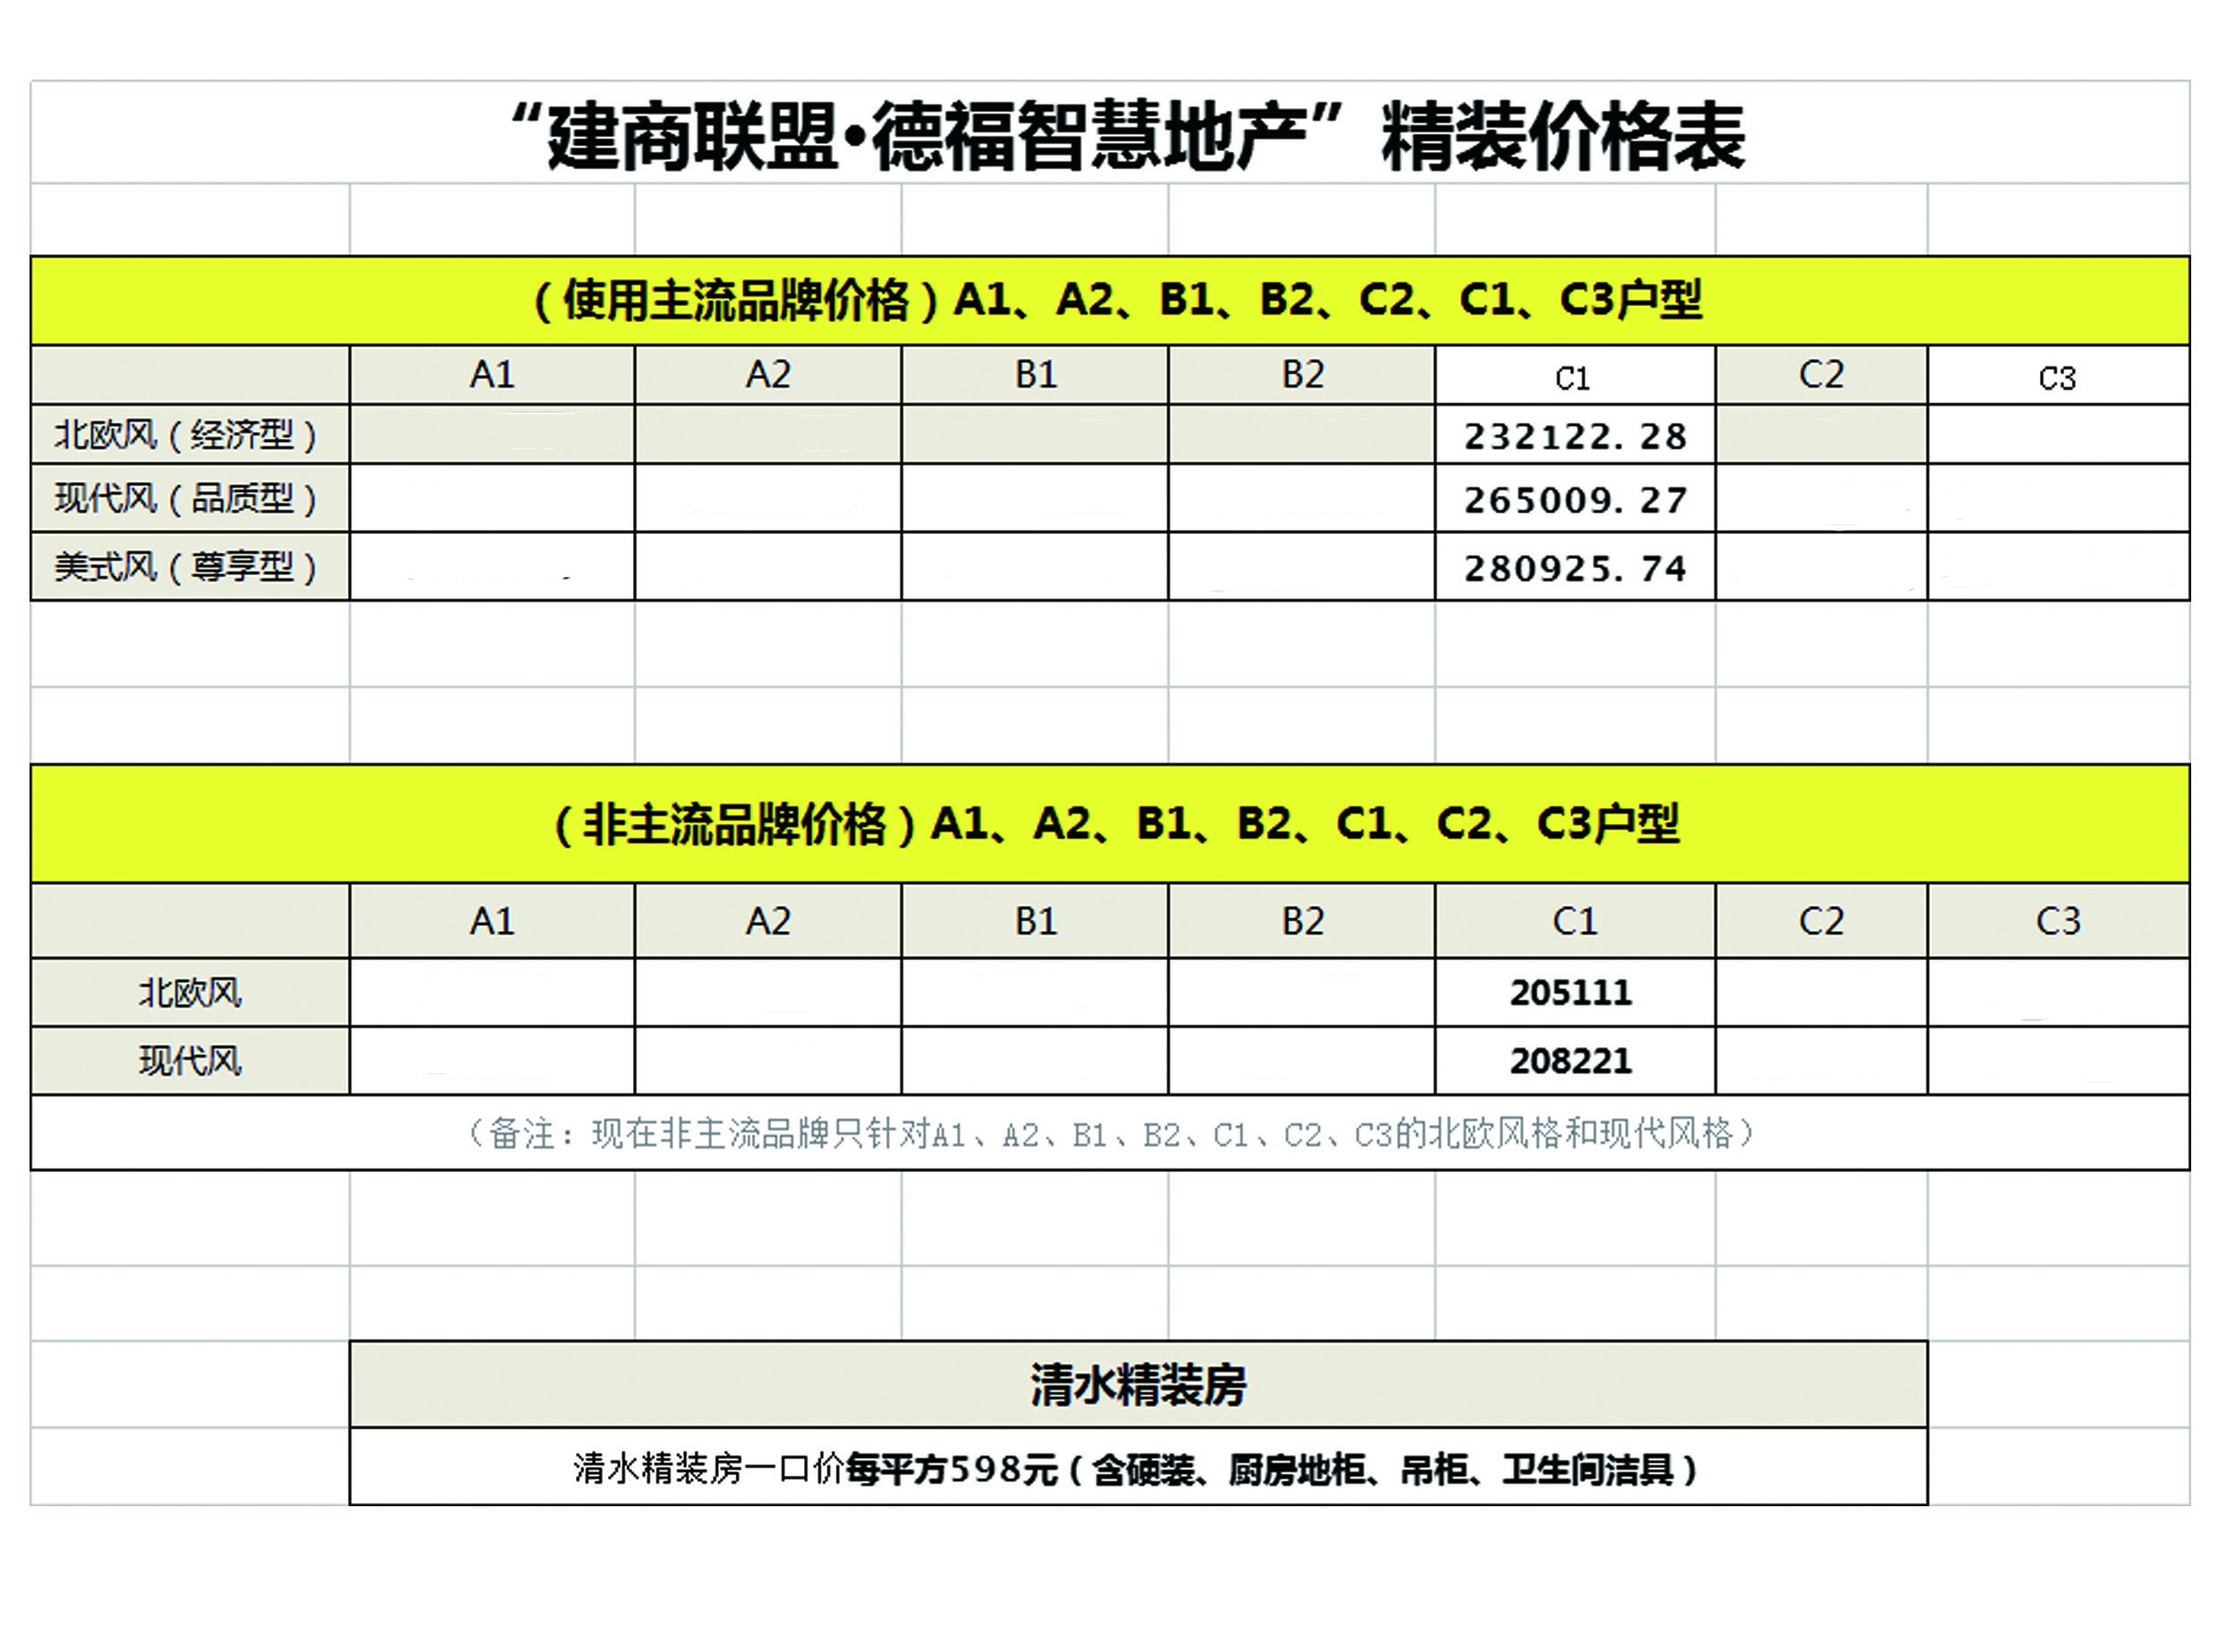 “建商联盟•德福智慧地产”精装价格表
（使用主流品牌价格）A1、A2、B1、B2、C2、C1、C3户型
A1 A2 B1 B2 C1 C2 C3
北欧风（经济型） 232122.28
现代风（品质型） 265009.27
美式风（尊享型） 280925.74
（非主流品牌价格）A1、A2、B1、B2、C1、C2、C3户型
A1 A2 B1 B2 C1 C2 C3
北欧风 205111
现代风 208221
（备注：现在非主流品牌只针对A1、A2、B1、B2、C1、C2、C3的北欧风格和现代风格）
清水精装房
清水精装房一口价每平方598元（含硬装、厨房地柜、吊柜、卫生间洁具）